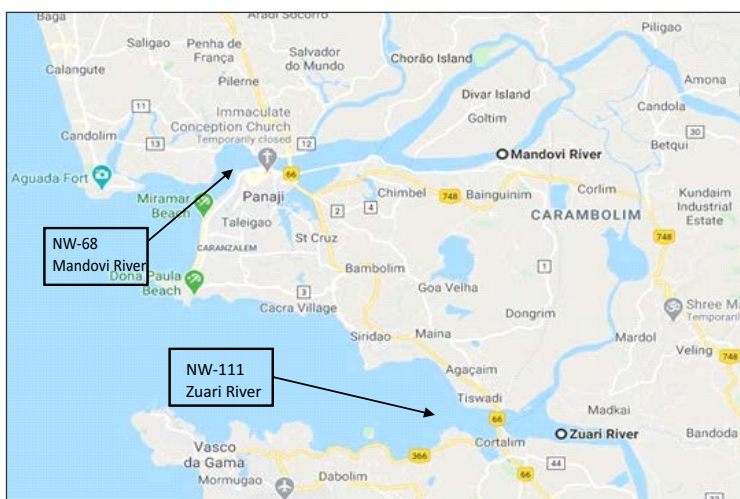 Baga
Aradi Socorro
Saligao
Penha de
França
Salvador
do Mundo
Chorão Island
Piligao
Calangute
Pilerne
Divar Island
Amona
11
Immaculate
Conception Church
Temporarily closed
Goltim
Candola
30
Candolim
13
12
Betqui
Aguada Fort
66
Mandovi River
Miramar
Beach
Panaji
Chimbel
748
Bainguinim
Corlim
Kundaim
Industrial
Estate
Taleigao
2
4
CARAMBOLIM
NW-68
Mandovi River
CARANZALEM
St Cruz
748
Dona Paula
Beach
3
Bambolim
1
Goa Velha
Cacra Village
Dongrim
Shree Ma
Temporarily
Siridao
Maina
Mardol
Veling
748
NW-111
Zuari River
Agaçaim
Tiswadi
Madkai
66
Zuari River
Bandoda
Cortalim
Vasco
da Gama
366
44
66
Mormugao
Dabolim